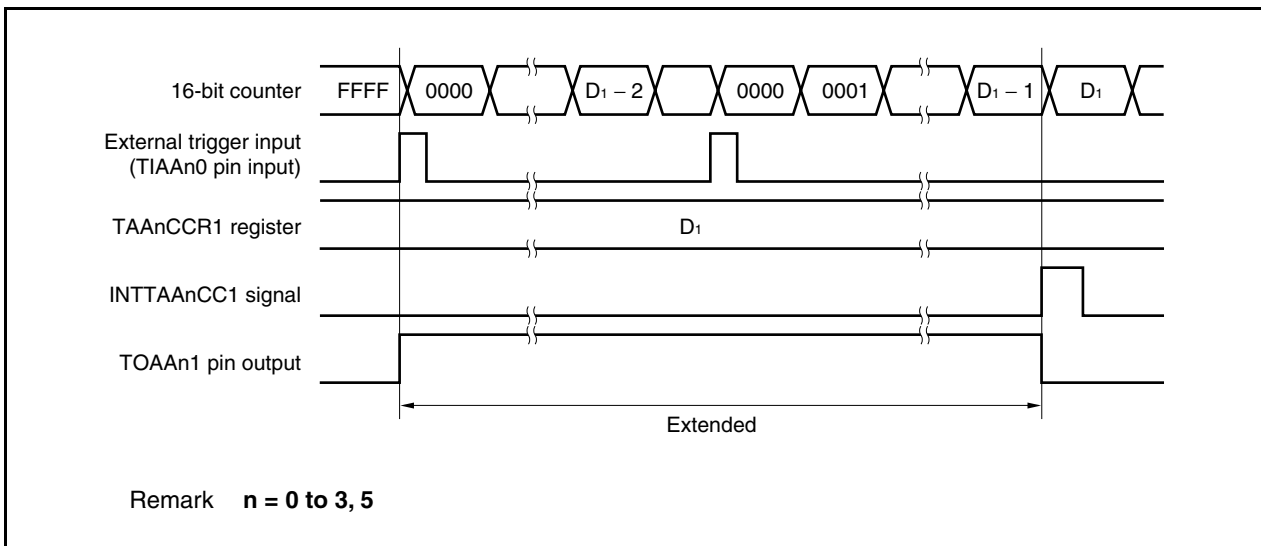 16-bit counter FFFF 0000 D1 – 2 0000 0001 D1 – 1 D1
External trigger input
(TIAAn0 pin input)
TAAnCCR1 register D1
INTTAAnCC1 signal
TOAAn1 pin output
Extended
Remark n = 0 to 3, 5